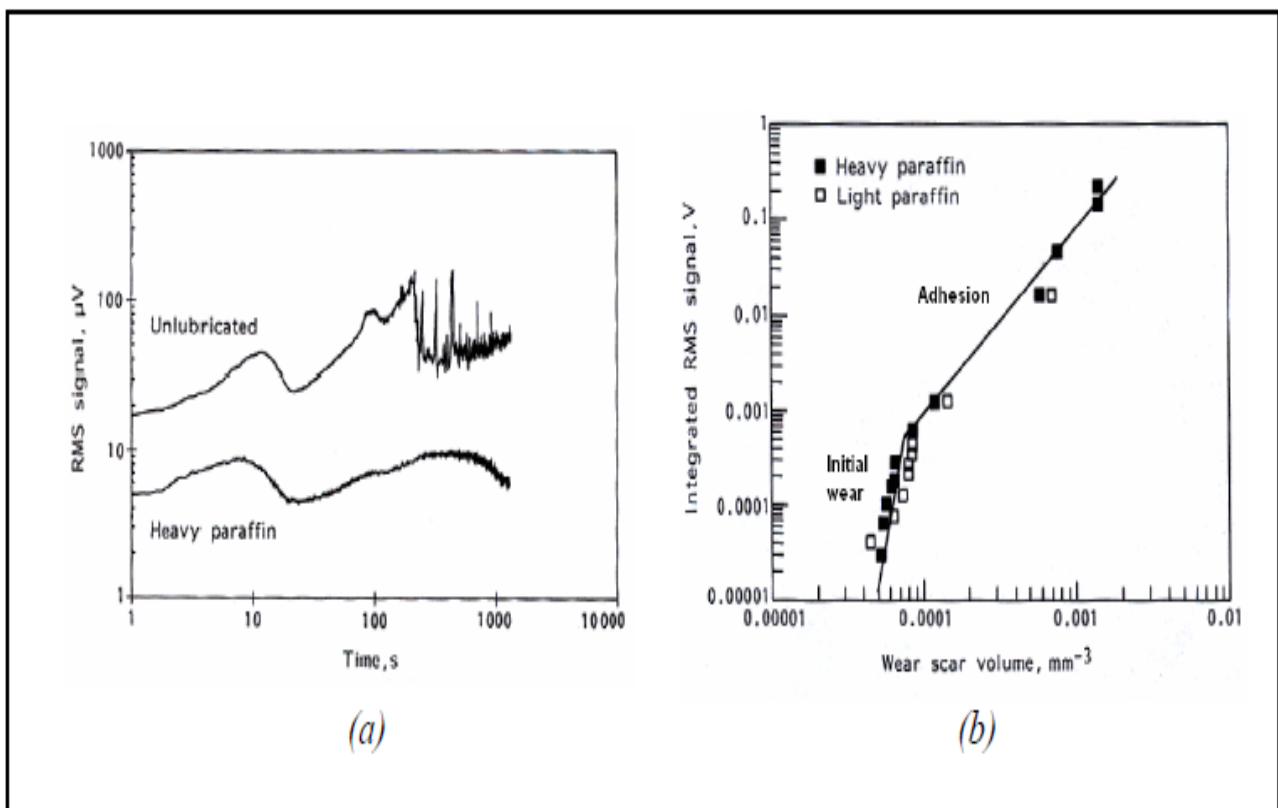 1000
100
10
1
RMS signal, µV
Unlubricated
Heavy paraffin
1
10
100
1000
10000
Time,s
(a)
1
0.1
0.01
0.001
0.0001
0.00001
Integrated RMS signal,V
Heavy paraffin
Light paraffin
Adhesion
Initial
wear
0.00001
0.0001
0.001
0.01
Wear scar volume, mm⁻³
(b)